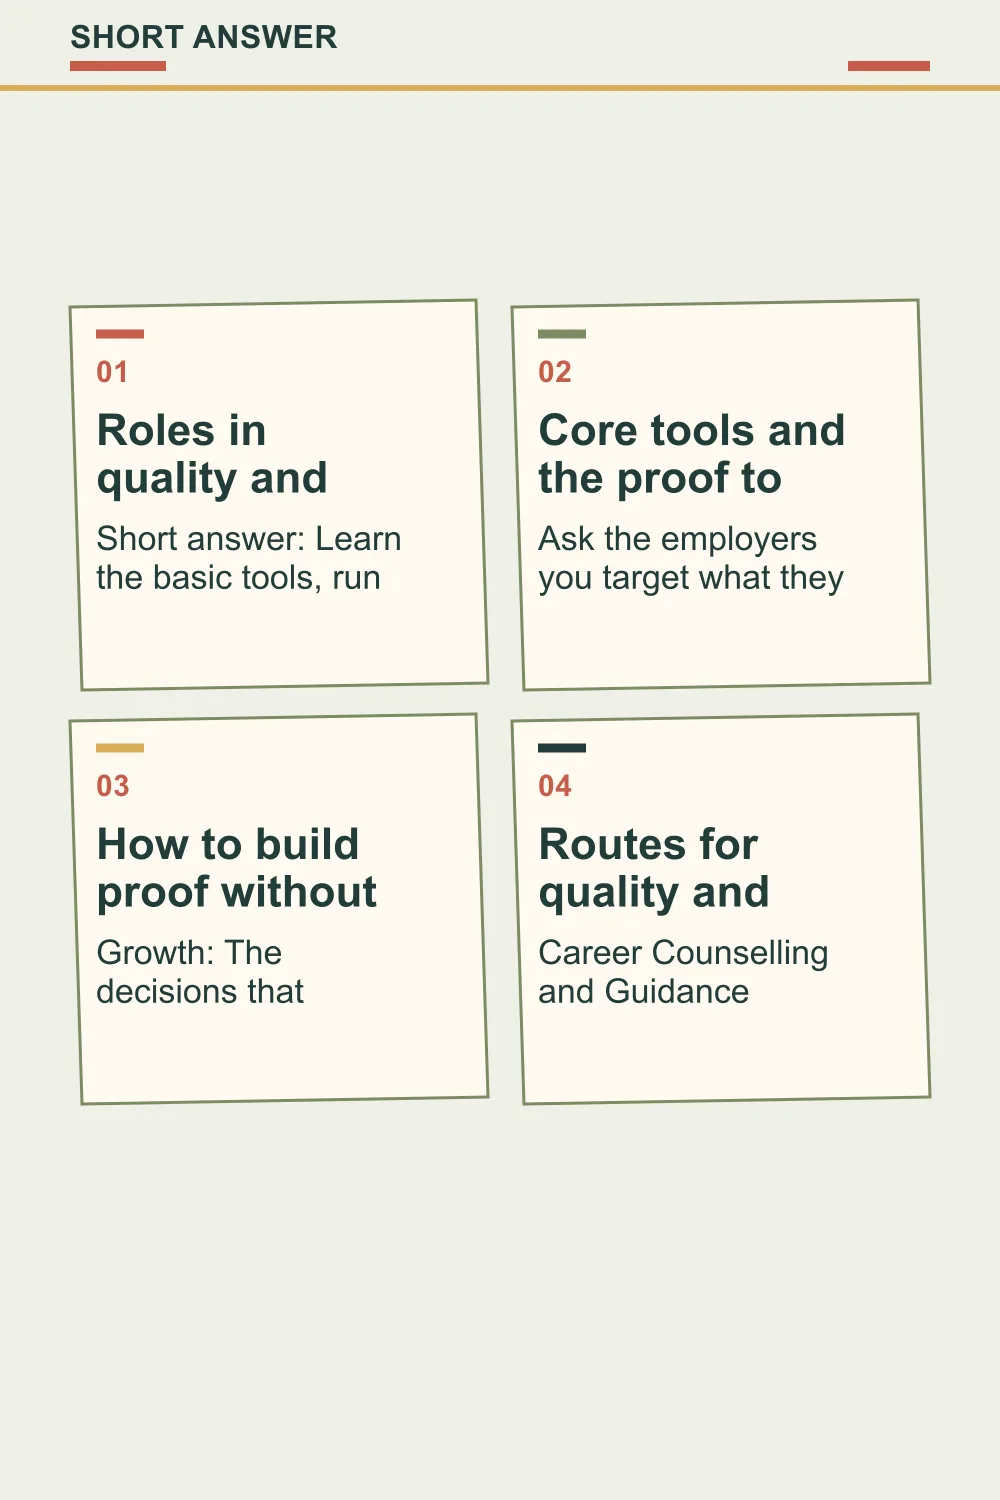 SHORT ANSWER
01
Roles in
quality and
Short answer: Learn
the basic tools, run
02
Core tools and
the proof to
Ask the employers
you target what they
03
How to build
proof without
Growth: The
decisions that
04
Routes for
quality and
Career Counselling
and Guidance